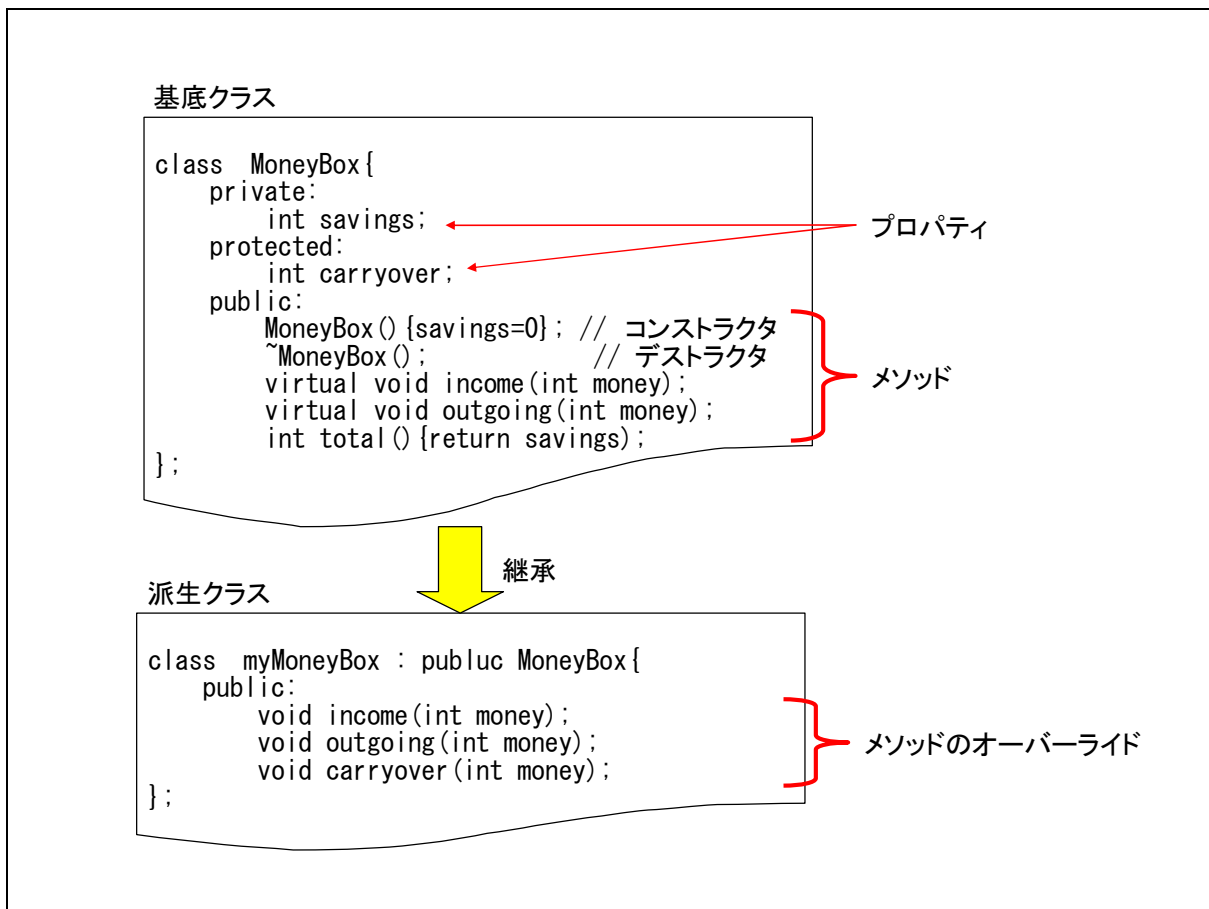 基底クラス
class MoneyBox{
private:
int savings;
プロパティ
protected:
int carryover;
public:
MoneyBox(){savings=0}; // コンストラクタ
~MoneyBox(); // デストラクタ
virtual void income(int money);
メソッド
virtual void outgoing(int money);
int total(){return savings);
};
継承
派生クラス
class myMoneyBox : publuc MoneyBox{
public:
void income(int money);
void outgoing(int money);
メソッドのオーバーライド
void carryover(int money);
};